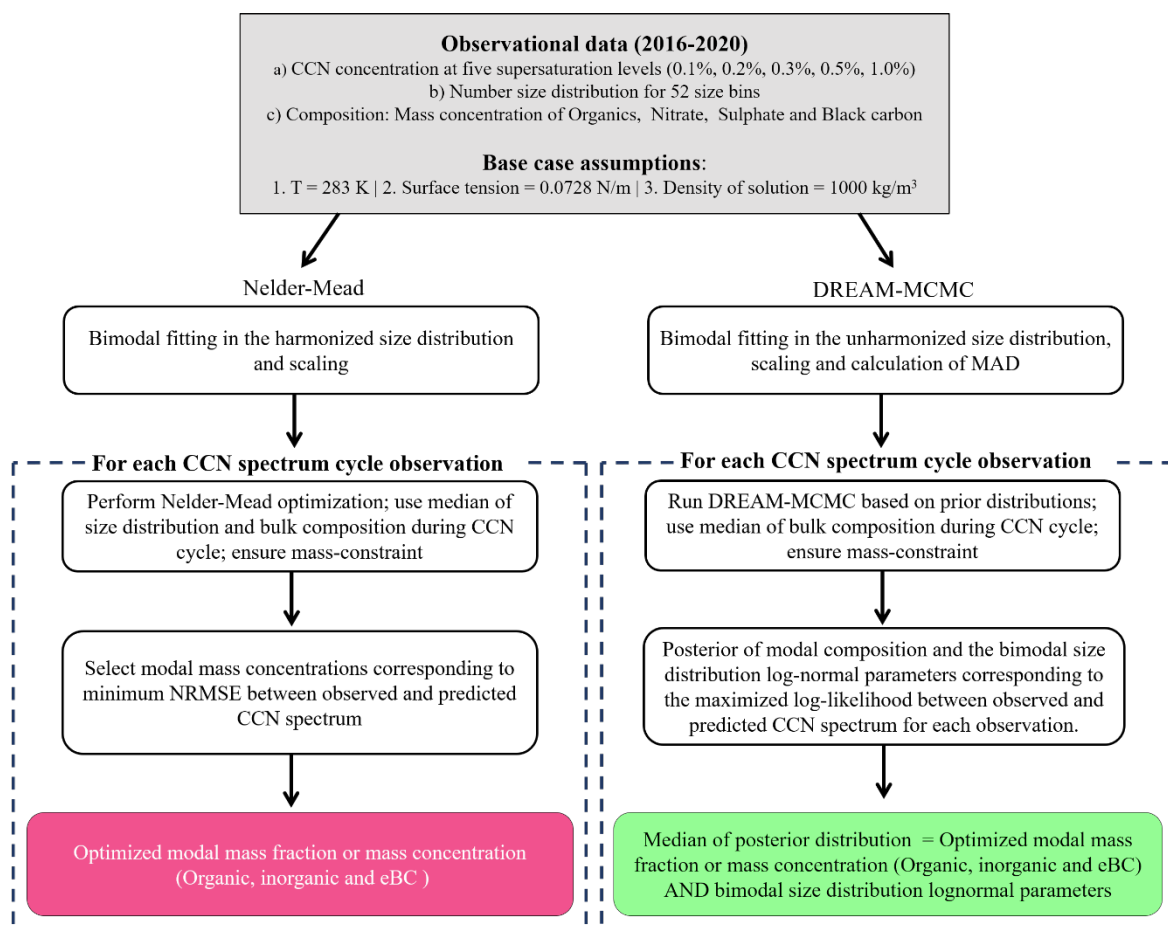 Observational data (2016-2020)
a) CCN concentration at five supersaturation levels (0.1%, 0.2%, 0.3%, 0.5%, 1.0%)
b) Number size distribution for 52 size bins
c) Composition: Mass concentration of Organics, Nitrate, Sulphate and Black carbon
Base case assumptions:
1. T = 283 K | 2. Surface tension = 0.0728 N/m | 3. Density of solution = 1000 kg/m³
Nelder-Mead
Bimodal fitting in the harmonized size distribution
and scaling
For each CCN spectrum cycle observation
Perform Nelder-Mead optimization; use median of
size distribution and bulk composition during CCN
cycle; ensure mass-constraint
Select modal mass concentrations corresponding to
minimum NRMSE between observed and predicted
CCN spectrum
Optimized modal mass fraction or mass concentration
(Organic, inorganic and eBC )
DREAM-MCMC
Bimodal fitting in the unharmonized size distribution,
scaling and calculation of MAD
For each CCN spectrum cycle observation
Run DREAM-MCMC based on prior distributions;
use median of bulk composition during CCN cycle;
ensure mass-constraint
Posterior of modal composition and the bimodal size
distribution log-normal parameters corresponding to
the maximized log-likelihood between observed and
predicted CCN spectrum for each observation.
Median of posterior distribution = Optimized modal mass
fraction or mass concentration (Organic, inorganic and eBC)
AND bimodal size distribution lognormal parameters